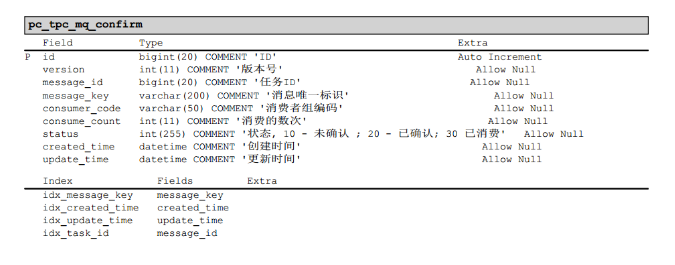 pc_tpc_mq_confirm
Field Type Extra
P id bigint(20) COMMENT 'ID' Auto Increment
version int(11) COMMENT '版本号' Allow Null
message_id bigint(20) COMMENT '任务ID' Allow Null
message_key varchar(200) COMMENT '消息唯一标识' Allow Null
consumer_code varchar(50) COMMENT '消费者组编码' Allow Null
consume_count int(11) COMMENT '消费的数次' Allow Null
status int(255) COMMENT '状态, 10 - 未确认 ; 20 - 已确认; 30 已消费' Allow Null
created_time datetime COMMENT '创建时间' Allow Null
update_time datetime COMMENT '更新时间' Allow Null
Index Fields Extra
idx_message_key message_key
idx_created_time created_time
idx_update_time update_time
idx_task_id message_id